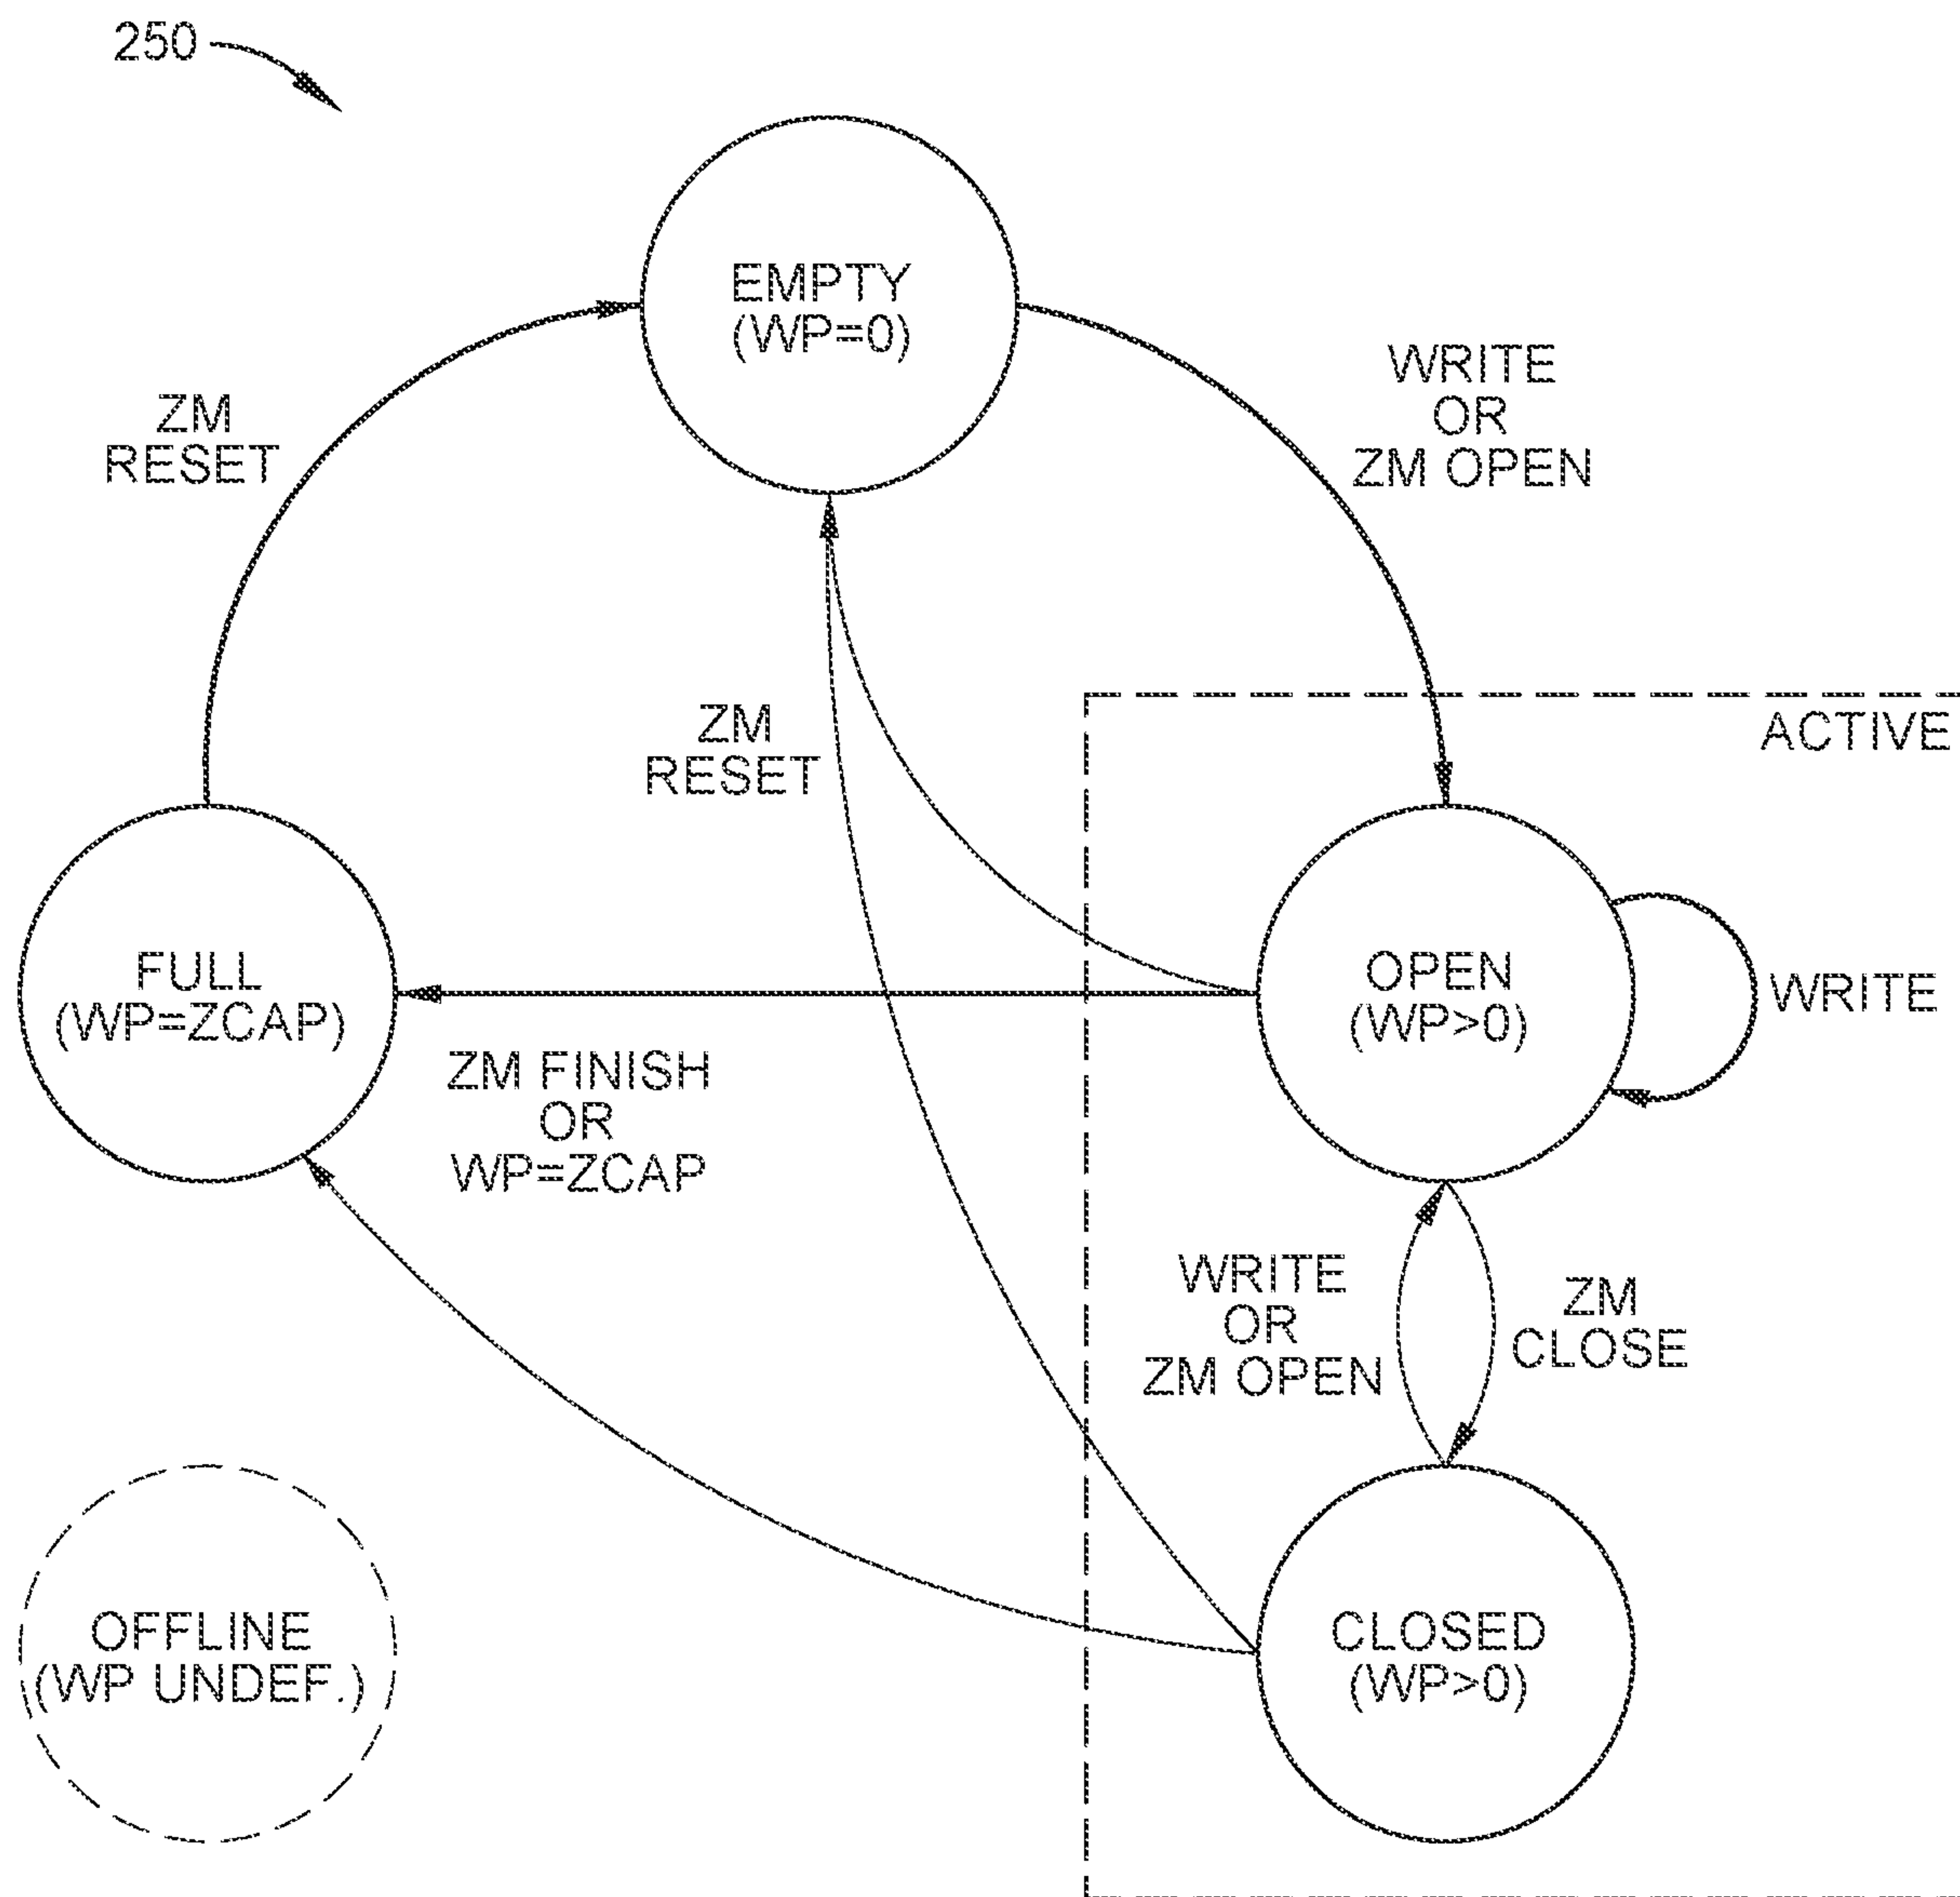 250
EMPTY
(WP=0)
WRITE
OR
ZM OPEN
ZM
RESET
ZM
RESET
ACTIVE
FULL
(WP=ZCAP)
OPEN
(WP>0)
WRITE
ZM FINISH
OR
WP=ZCAP
WRITE
OR
ZM OPEN
ZM
CLOSE
OFFLINE
(WP UNDEF.)
CLOSED
(WP>0)